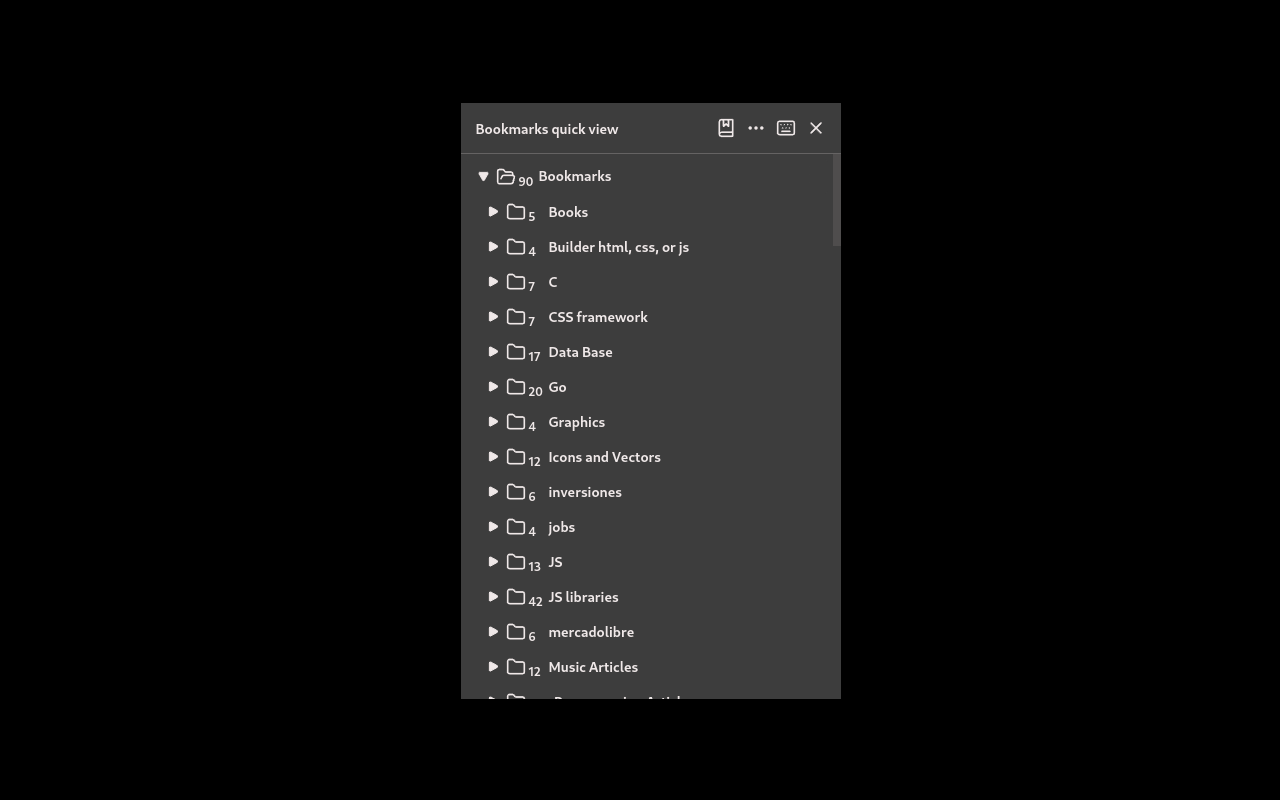 Bookmarks quick view
90 Bookmarks
5 Books
4 Builder html, css, or js
7 C
7 CSS framework
17 Data Base
20 Go
4 Graphics
12 Icons and Vectors
6 inversiones
4 jobs
13 JS
42 JS libraries
6 mercadolibre
12 Music Articles